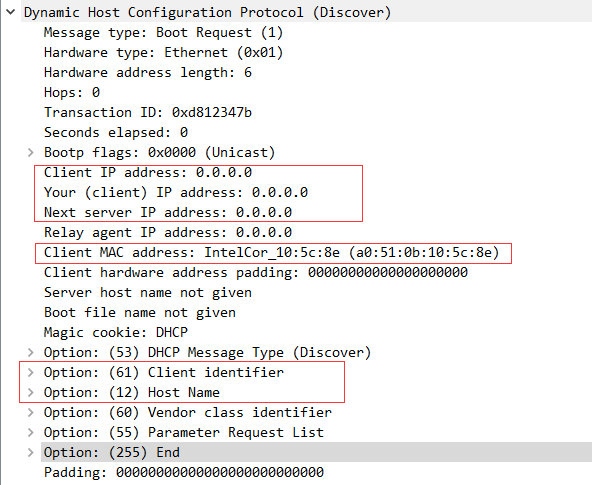 Dynamic Host Configuration Protocol (Discover)
Message type: Boot Request (1)
Hardware type: Ethernet (0x01)
Hardware address length: 6
Hops: 0
Transaction ID: 0xd812347b
Seconds elapsed: 0
Bootp flags: 0x0000 (Unicast)
Client IP address: 0.0.0.0
Your (client) IP address: 0.0.0.0
Next server IP address: 0.0.0.0
Relay agent IP address: 0.0.0.0
Client MAC address: IntelCor_10:5c:8e (a0:51:0b:10:5c:8e)
Client hardware address padding: 00000000000000000000
Server host name not given
Boot file name not given
Magic cookie: DHCP
Option: (53) DHCP Message Type (Discover)
Option: (61) Client identifier
Option: (12) Host Name
Option: (60) Vendor class identifier
Option: (55) Parameter Request List
Option: (255) End
Padding: 00000000000000000000000000